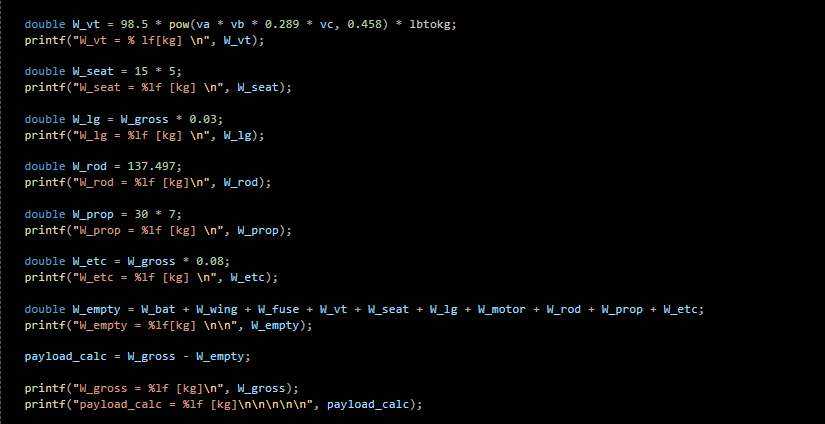 double W_vt = 98.5 * pow(va * vb * 0.289 * vc, 0.458) * lbtokg;
printf("W_vt = % lf[kg] \n", W_vt);
double W_seat = 15 * 5;
printf("W_seat = %lf [kg] \n", W_seat);
double W_lg = W_gross * 0.03;
printf("W_lg = %lf [kg] \n", W_lg);
double W_rod = 137.497;
printf("W_rod = %lf [kg]\n", W_rod);
double W_prop = 30 * 7;
printf("W_prop = %lf [kg] \n", W_prop);
double W_etc = W_gross * 0.08;
printf("W_etc = %lf [kg] \n", W_etc);
double W_empty = W_bat + W_wing + W_fuse + W_vt + W_seat + W_lg + W_motor + W_rod + W_prop + W_etc;
printf("W_empty = %lf[kg] \n\n", W_empty);
payload_calc = W_gross - W_empty;
printf("W_gross = %lf [kg]\n", W_gross);
printf("payload_calc = %lf [kg]\n\n\n\n\n", payload_calc);